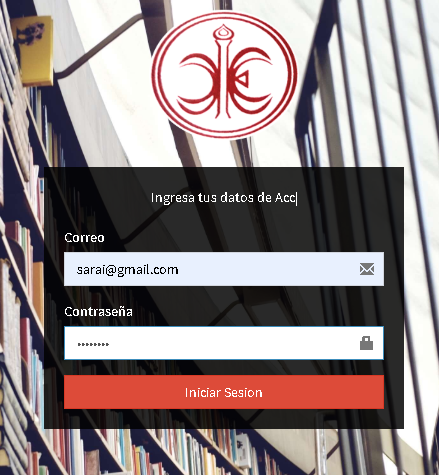 Ingresa tus datos de Acc
Correo
sarai@gmail.com
Contraseña
••••••••
Iniciar Sesion